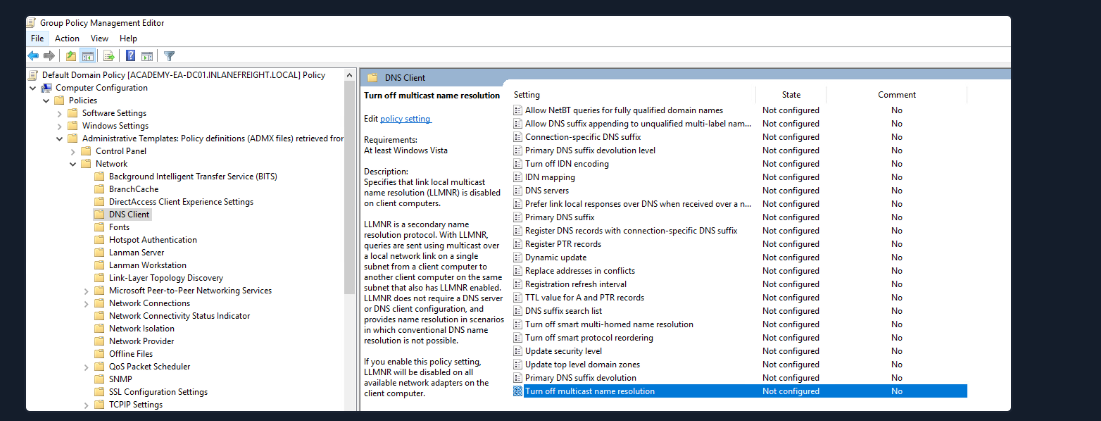 Group Policy Management Editor
File Action View Help
Default Domain Policy [ACADEMY-EA-DC01.INLANEFREIGHT.LOCAL] Policy
Computer Configuration
Policies
Software Settings
Windows Settings
Administrative Templates: Policy definitions (ADMX files) retrieved from
Control Panel
Network
Background Intelligent Transfer Service (BITS)
BranchCache
DirectAccess Client Experience Settings
DNS Client
Fonts
Hotspot Authentication
Lanman Server
Lanman Workstation
Link-Layer Topology Discovery
Microsoft Peer-to-Peer Networking Services
Network Connections
Network Connectivity Status Indicator
Network Isolation
Network Provider
Offline Files
QoS Packet Scheduler
SNMP
SSL Configuration Settings
TCPIP Settings
DNS Client
Turn off multicast name resolution
Edit policy setting
Requirements:
At least Windows Vista
Description:
Specifies that link local multicast
name resolution (LLMNR) is disabled
on client computers.
LLMNR is a secondary name
resolution protocol. With LLMNR,
queries are sent using multicast over
a local network link on a single
subnet from a client computer to
another client computer on the same
subnet that also has LLMNR enabled.
LLMNR does not require a DNS server
or DNS client configuration, and
provides name resolution in scenarios
in which conventional DNS name
resolution is not possible.
If you enable this policy setting,
LLMNR will be disabled on all
available network adapters on the
client computer.
Setting State Comment
Allow NetBT queries for fully qualified domain names Not configured No
Allow DNS suffix appending to unqualified multi-label nam... Not configured No
Connection-specific DNS suffix Not configured No
Primary DNS suffix devolution level Not configured No
Turn off IDN encoding Not configured No
IDN mapping Not configured No
DNS servers Not configured No
Prefer link local responses over DNS when received over a n... Not configured No
Primary DNS suffix Not configured No
Register DNS records with connection-specific DNS suffix Not configured No
Register PTR records Not configured No
Dynamic update Not configured No
Replace addresses in conflicts Not configured No
Registration refresh interval Not configured No
TTL value for A and PTR records Not configured No
DNS suffix search list Not configured No
Turn off smart multi-homed name resolution Not configured No
Turn off smart protocol reordering Not configured No
Update security level Not configured No
Update top level domain zones Not configured No
Primary DNS suffix devolution Not configured No
Turn off multicast name resolution Not configured No